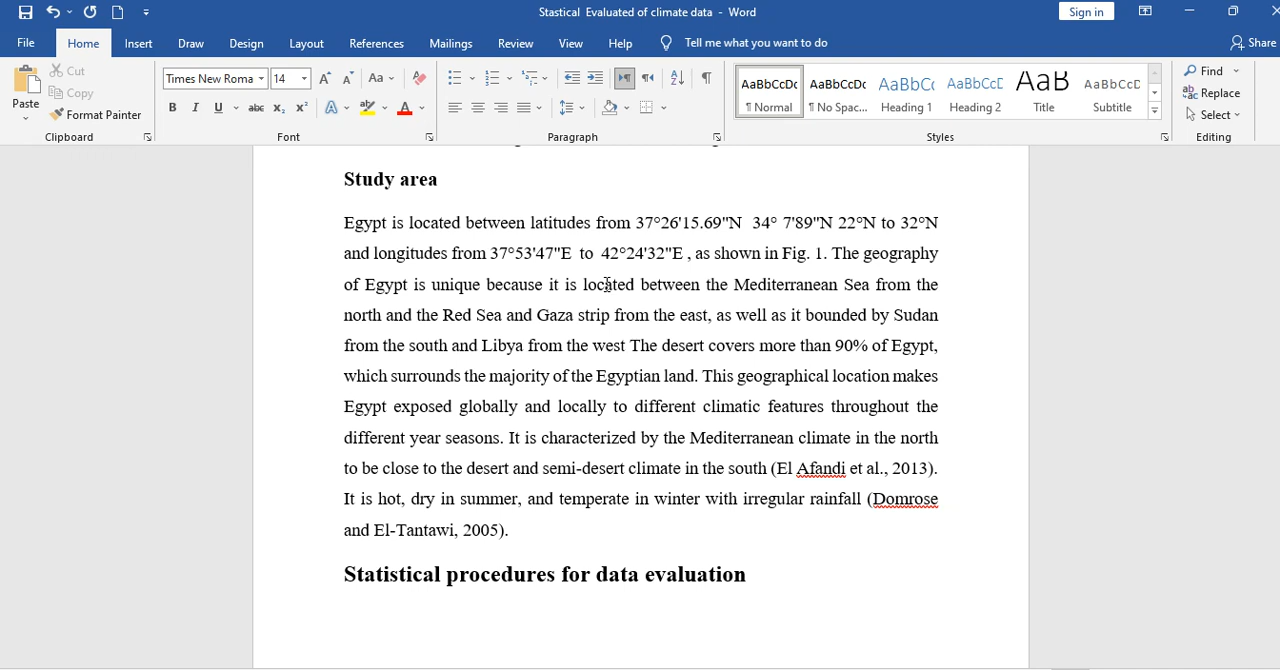 Stastical Evaluated of climate data - Word
Sign in
File Home Insert Draw Design Layout References Mailings Review View Help Tell me what you want to do Share
Paste
Cut
Copy
Format Painter
Clipboard
Times New Roma 14
Font
Paragraph
AaBbCcDc AaBbCcDc AaBbCc AaBbCcD AaB AaBbCcD
¶ Normal ¶ No Spac... Heading 1 Heading 2 Title Subtitle
Styles
Find
Replace
Select
Editing
Study area
Egypt is located between latitudes from 37°26'15.69"N 34° 7'89"N 22°N to 32°N
and longitudes from 37°53'47"E to 42°24'32"E , as shown in Fig. 1. The geography
of Egypt is unique because it is located between the Mediterranean Sea from the
north and the Red Sea and Gaza strip from the east, as well as it bounded by Sudan
from the south and Libya from the west The desert covers more than 90% of Egypt,
which surrounds the majority of the Egyptian land. This geographical location makes
Egypt exposed globally and locally to different climatic features throughout the
different year seasons. It is characterized by the Mediterranean climate in the north
to be close to the desert and semi-desert climate in the south (El Afandi et al., 2013).
It is hot, dry in summer, and temperate in winter with irregular rainfall (Domrose
and El-Tantawi, 2005).
Statistical procedures for data evaluation